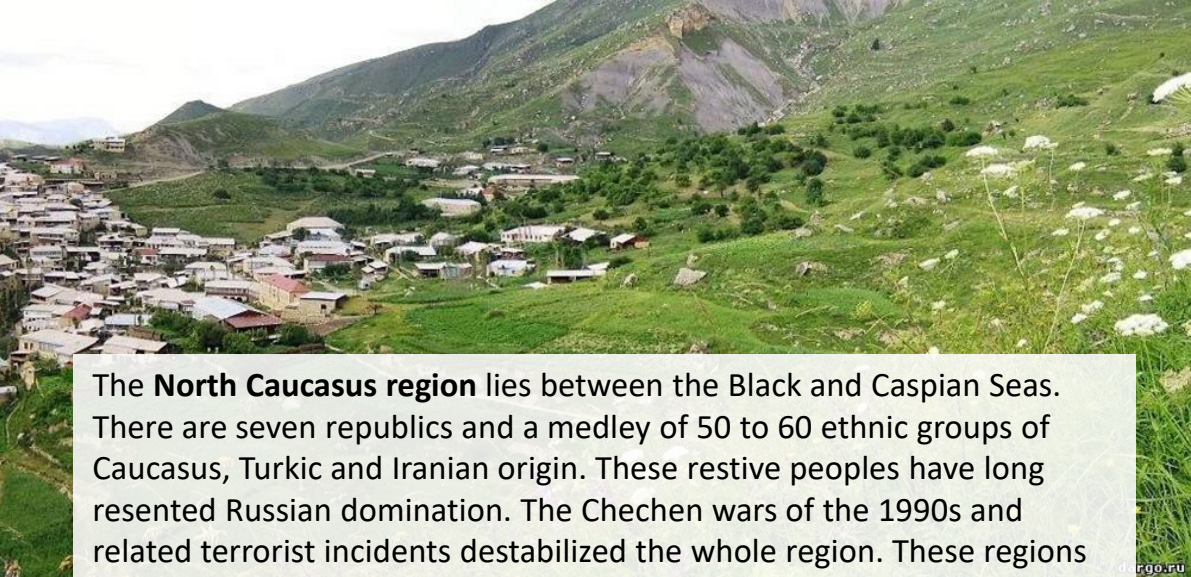 The North Caucasus region lies between the Black and Caspian Seas.
There are seven republics and a medley of 50 to 60 ethnic groups of
Caucasus, Turkic and Iranian origin. These restive peoples have long
resented Russian domination. The Chechen wars of the 1990s and
related terrorist incidents destabilized the whole region. These regions
dargo.ru